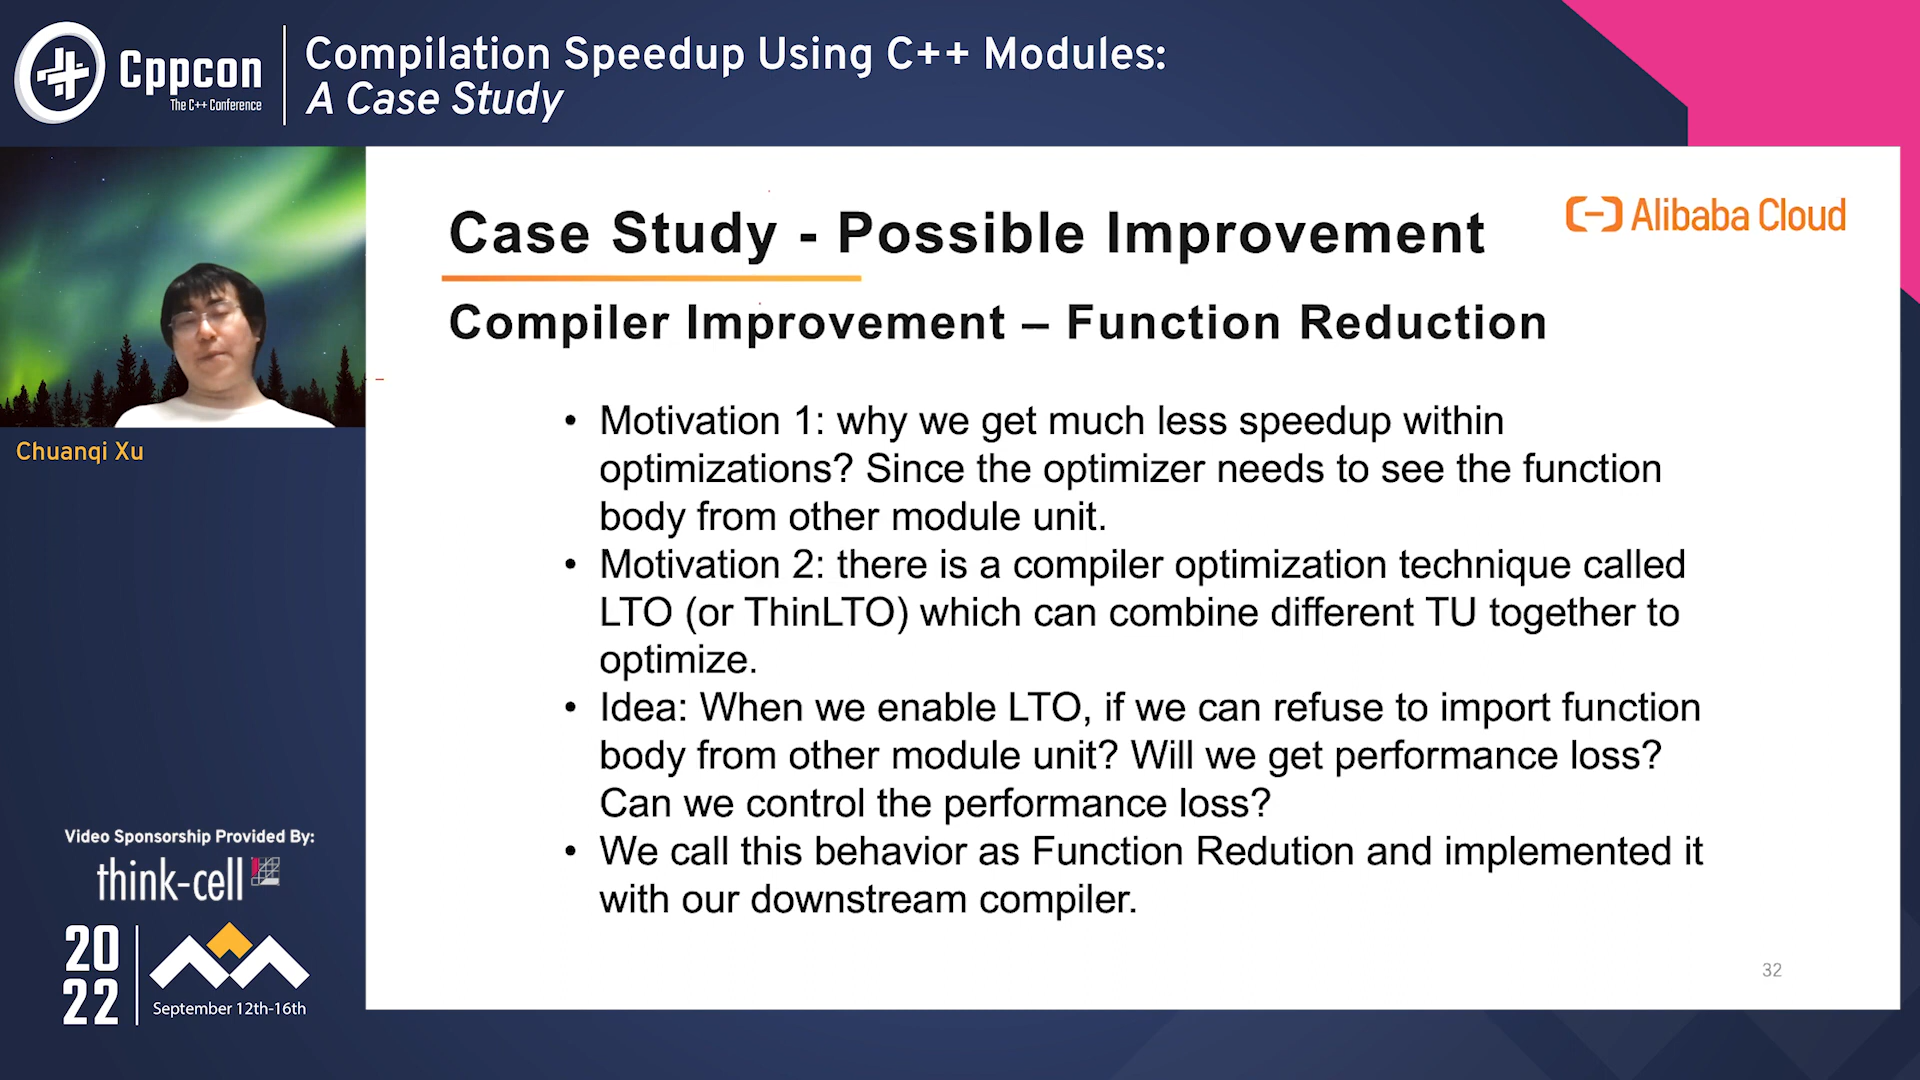 Cppcon
The C++ Conference
Compilation Speedup Using C++ Modules:
A Case Study
Chuanqi Xu
Video Sponsorship Provided By:
think-cell
20
22
September 12th-16th
Case Study - Possible Improvement
Alibaba Cloud
Compiler Improvement – Function Reduction
• Motivation 1: why we get much less speedup within
optimizations? Since the optimizer needs to see the function
body from other module unit.
• Motivation 2: there is a compiler optimization technique called
LTO (or ThinLTO) which can combine different TU together to
optimize.
• Idea: When we enable LTO, if we can refuse to import function
body from other module unit? Will we get performance loss?
Can we control the performance loss?
• We call this behavior as Function Redution and implemented it
with our downstream compiler.
32